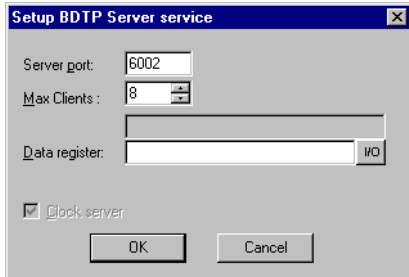 Setup BDTP Server service
Server port: 6002
Max Clients : 8
Data register: I/O
Clock server
OK Cancel